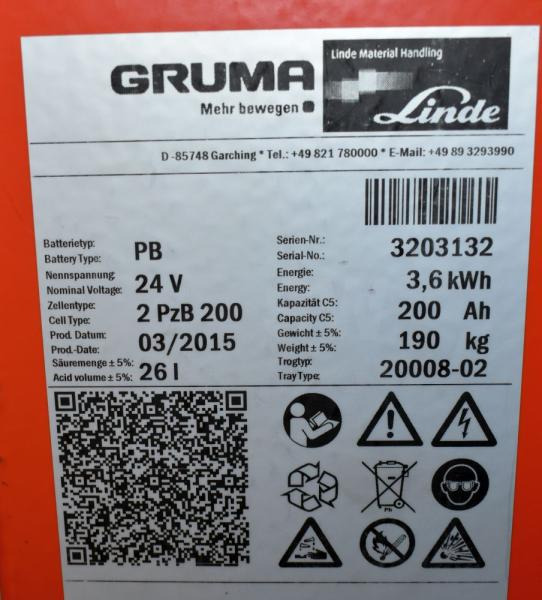 GRUMA
Mehr bewegen
Linde Material Handling
Linde
D-85748 Garching * Tel.: +49 821 780000 * E-Mail: +49 89 3293990
Batterietyp: PB
Battery Type:
Nennspannung: 24 V
Nominal Voltage:
Zellentype: 2 PzB 200
Cell Type:
Prod. Datum: 03/2015
Prod.-Date:
Säuremenge ± 5%: 26 l
Acid volume ± 5%:
Serien-Nr.: 3203132
Serial-No.:
Energie: 3,6 kWh
Energy:
Kapazität C5: 200 Ah
Capacity C5:
Gewicht ± 5%: 190 kg
Weight ± 5%:
Trogtyp: 20008-02
Tray Type:
Pb